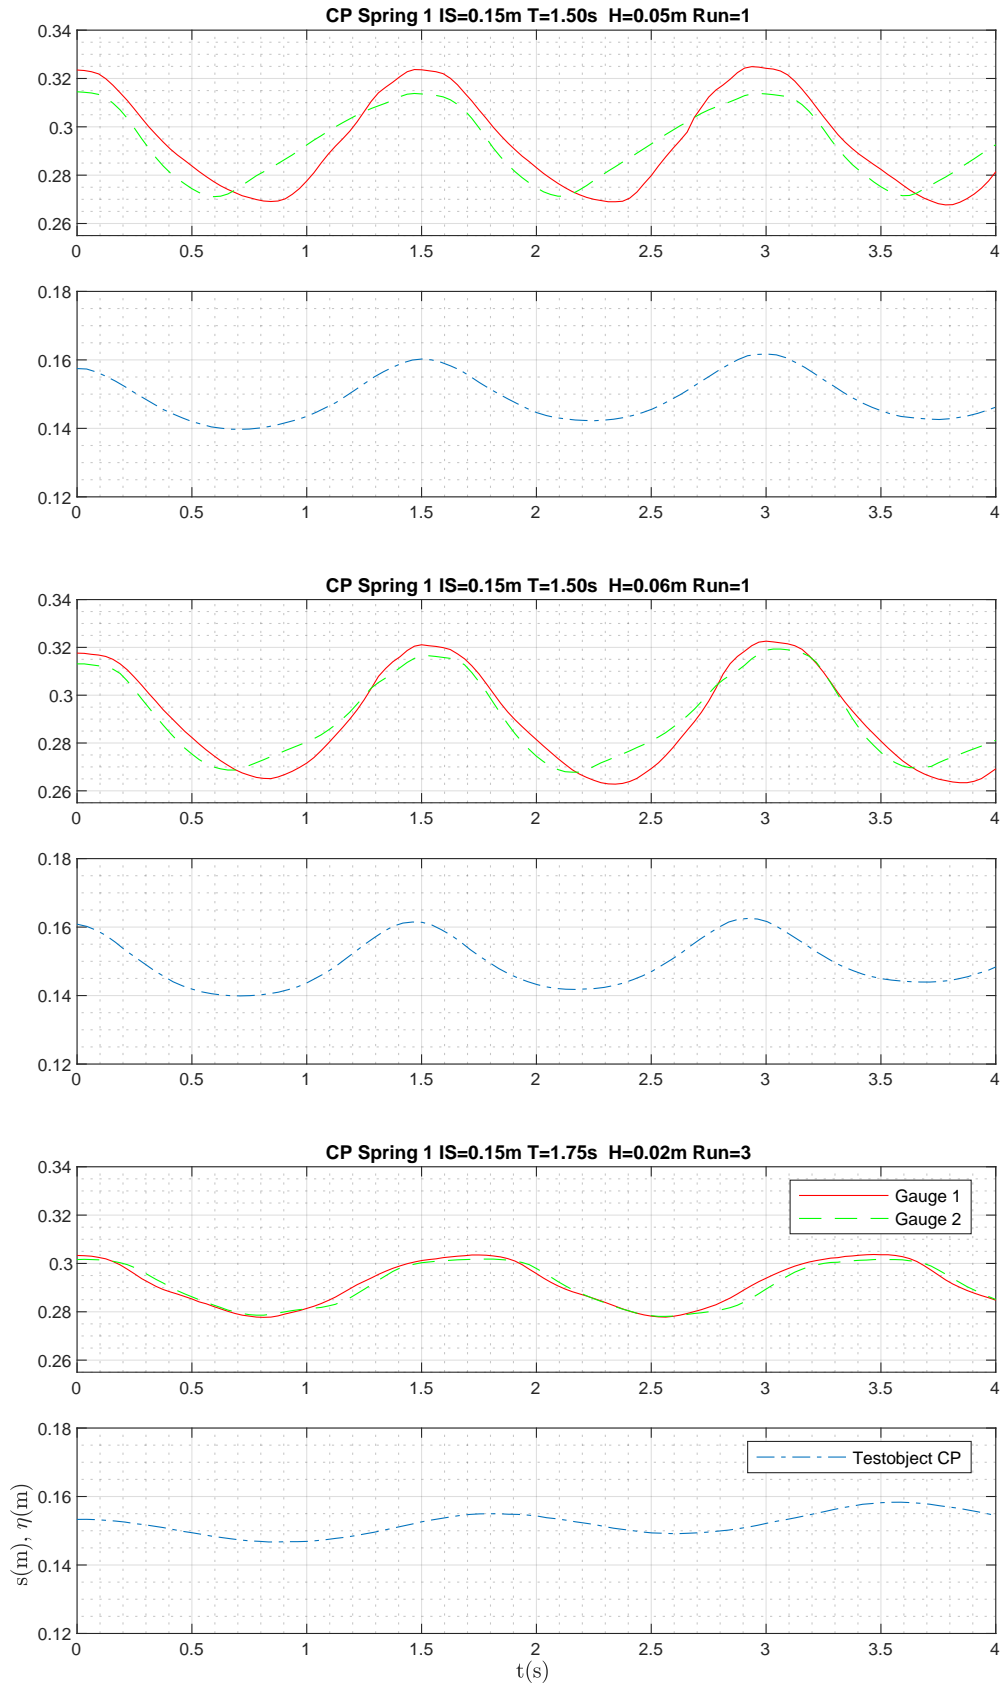 CP Spring 1 IS=0.15m T=1.50s  H=0.05m Run=1
0.34
0.32
0.3
0.28
0.26
0 0.5 1 1.5 2 2.5 3 3.5 4
0.18
0.16
0.14
0.12
0 0.5 1 1.5 2 2.5 3 3.5 4
CP Spring 1 IS=0.15m T=1.50s  H=0.06m Run=1
0.34
0.32
0.3
0.28
0.26
0 0.5 1 1.5 2 2.5 3 3.5 4
0.18
0.16
0.14
0.12
0 0.5 1 1.5 2 2.5 3 3.5 4
CP Spring 1 IS=0.15m T=1.75s  H=0.02m Run=3
0.34
0.32
0.3
0.28
0.26
Gauge 1
Gauge 2
0 0.5 1 1.5 2 2.5 3 3.5 4
0.18
0.16
0.14
0.12
Testobject CP
s(m), η(m)
0 0.5 1 1.5 2 2.5 3 3.5 4
t(s)